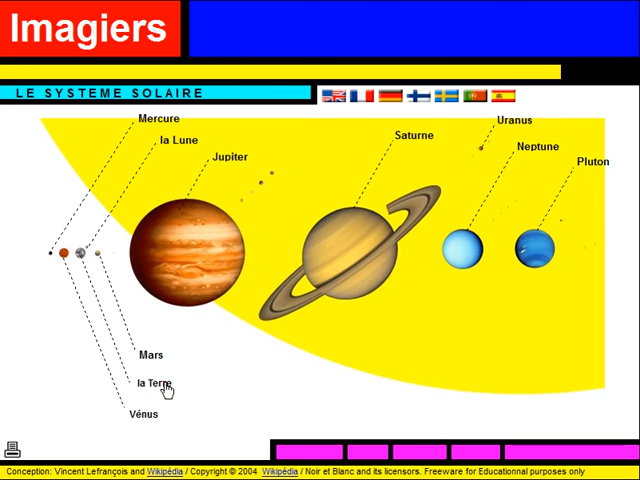 Imagiers
LE SYSTEME SOLAIRE
Mercure
la Lune
Jupiter
Saturne
Uranus
Neptune
Pluton
Mars
la Terre
Vénus
Conception: Vincent Lefrançois and Wikipédia / Copyright © 2004 Wikipédia / Noir et Blanc and its licensors. Freeware for Educationnal purposes only